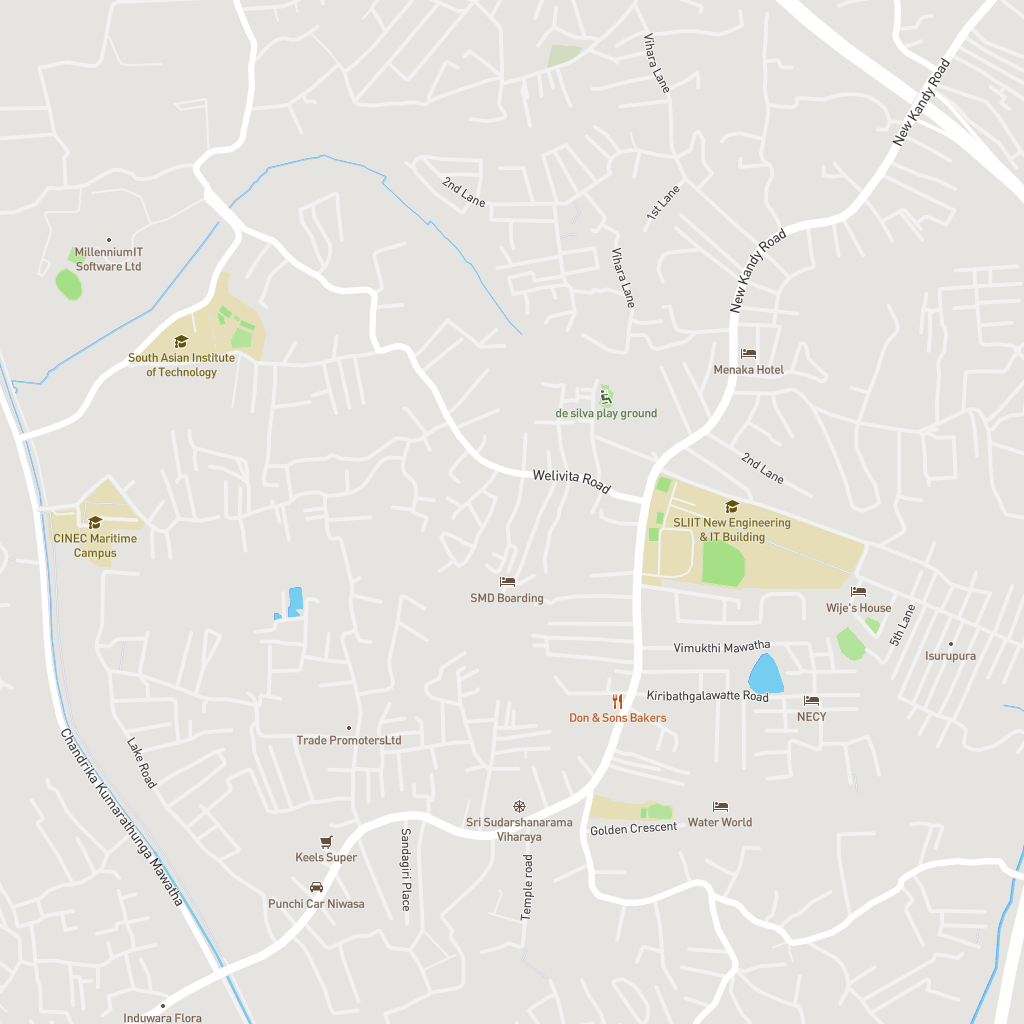 Vihara Lane
New Kandy Road
2nd Lane
1st Lane
MillenniumIT
Software Ltd
Vihara Lane
New Kandy Road
South Asian Institute
of Technology
Menaka Hotel
de silva play ground
2nd Lane
Welivita Road
SLIIT New Engineering
& IT Building
CINEC Maritime
Campus
SMD Boarding
Wije's House
5th Lane
Vimukthi Mawatha
Isurupura
Kiribathgalawatte Road
NECY
Don & Sons Bakers
Trade PromotersLtd
Lake Road
Chandrika Kumarathunga Mawatha
Water World
Sri Sudarshanarama
Viharaya
Golden Crescent
Keels Super
Sandagiri Place
Temple road
Punchi Car Niwasa
Induwara Flora